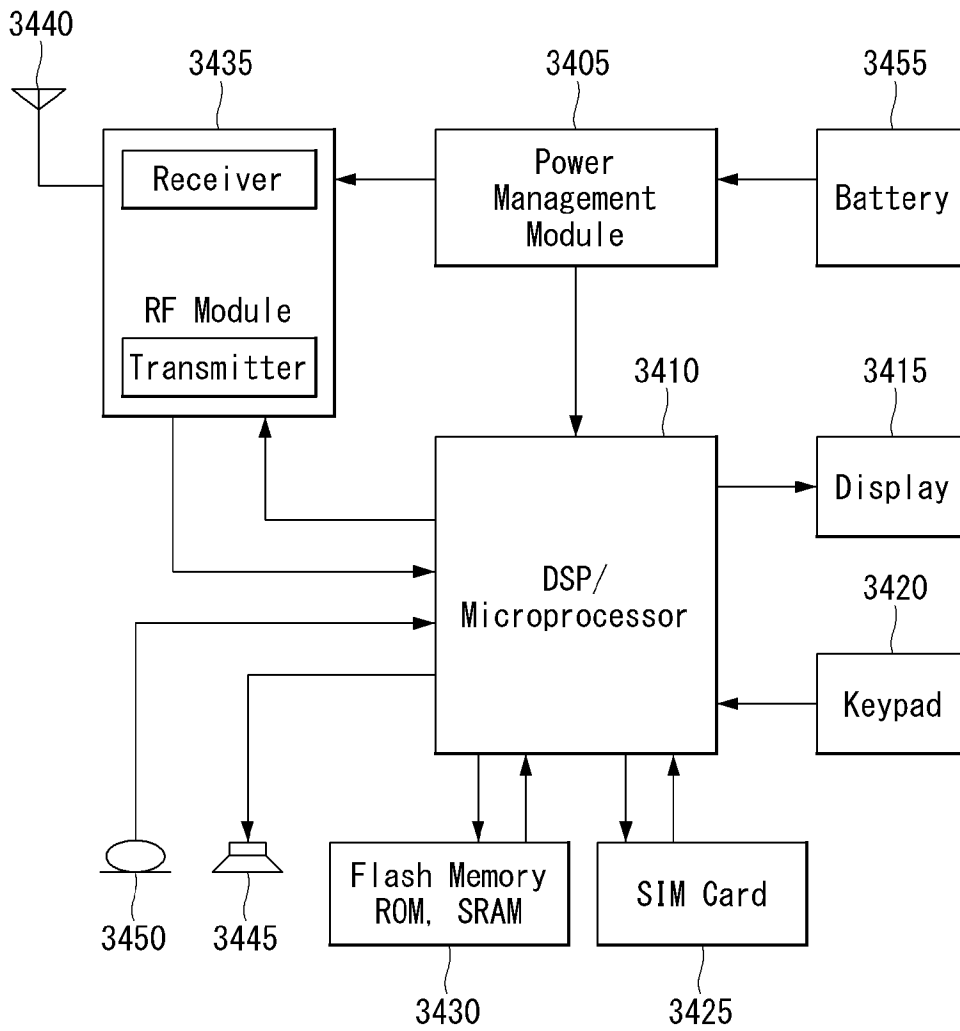 3440
3435
3405
3455
Receiver
RF Module
Transmitter
Power
Management
Module
Battery
3410
3415
DSP/
Microprocessor
Display
3420
Keypad
3450
3445
Flash Memory
ROM, SRAM
SIM Card
3430
3425